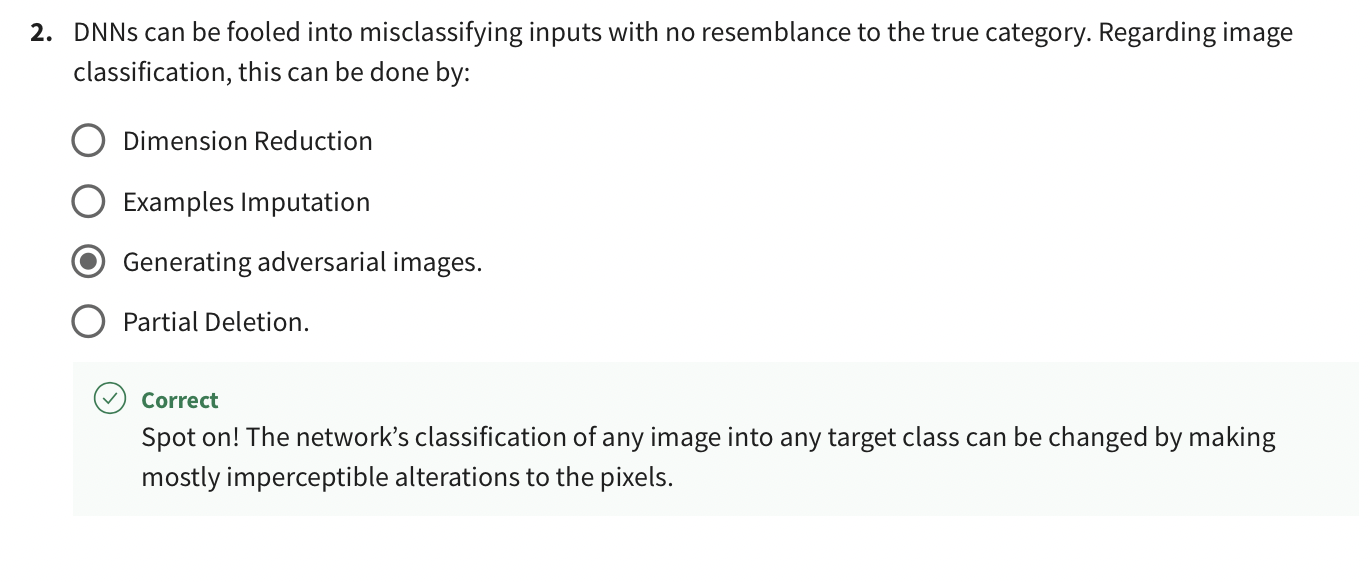 2. DNNs can be fooled into misclassifying inputs with no resemblance to the true category. Regarding image
classification, this can be done by:
Dimension Reduction
Examples Imputation
Generating adversarial images.
Partial Deletion.
Correct
Spot on! The network’s classification of any image into any target class can be changed by making
mostly imperceptible alterations to the pixels.